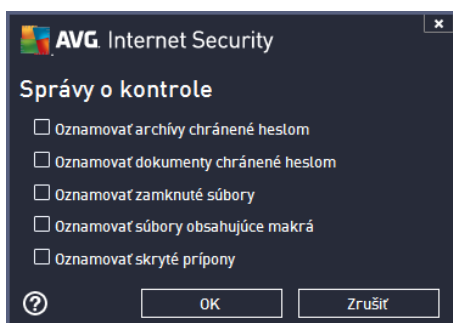 AVG. Internet Security
Správy o kontrole
Oznamovať archívy chránené heslom
Oznamovať dokumenty chránené heslom
Oznamovať zamknuté súbory
Oznamovať súbory obsahujúce makrá
Oznamovať skryté prípony
? OK Zrušiť